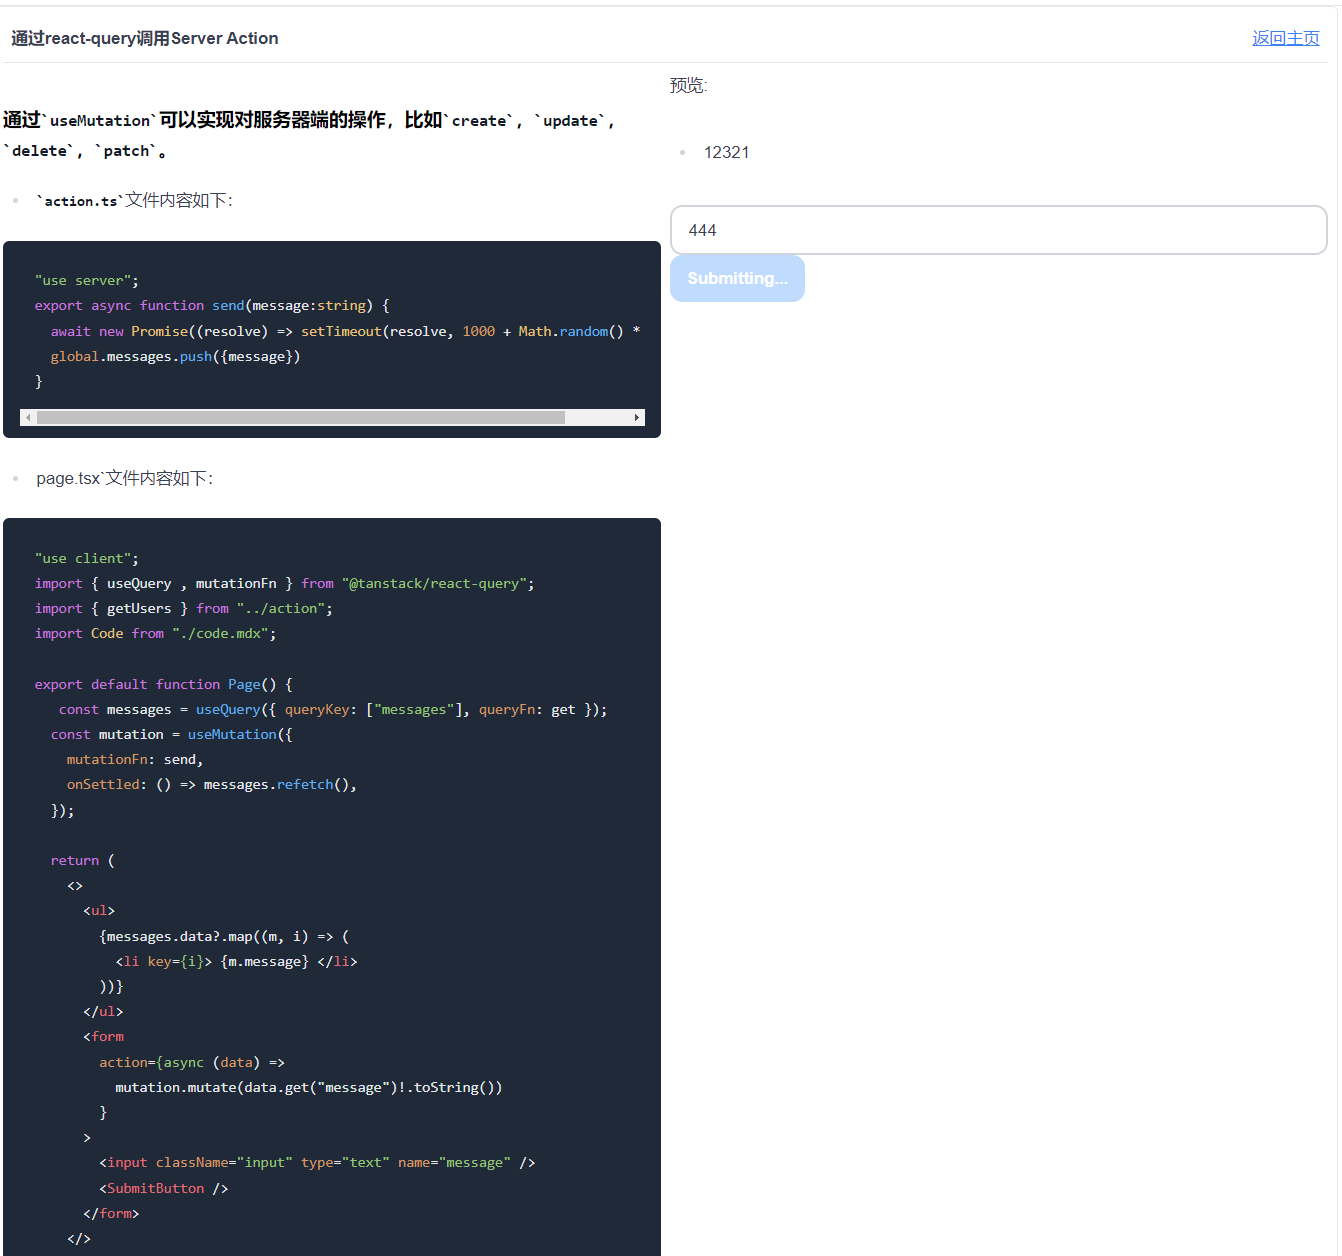 通过react-query调用Server Action
返回主页
通过`useMutation`可以实现对服务器端的操作，比如`create`, `update`,
`delete`, `patch`。
`action.ts`文件内容如下：
"use server";
export async function send(message:string) {
  await new Promise((resolve) => setTimeout(resolve, 1000 + Math.random() *
  global.messages.push({message})
}
page.tsx`文件内容如下：
"use client";
import { useQuery , mutationFn } from "@tanstack/react-query";
import { getUsers } from "../action";
import Code from "./code.mdx";
export default function Page() {
   const messages = useQuery({ queryKey: ["messages"], queryFn: get });
  const mutation = useMutation({
    mutationFn: send,
    onSettled: () => messages.refetch(),
  });
  return (
    <>
      <ul>
        {messages.data?.map((m, i) => (
          <li key={i}> {m.message} </li>
        ))}
      </ul>
      <form
        action={async (data) =>
          mutation.mutate(data.get("message")!.toString())
        }
      >
        <input className="input" type="text" name="message" />
        <SubmitButton />
      </form>
    </>
预览:
12321
444
Submitting...